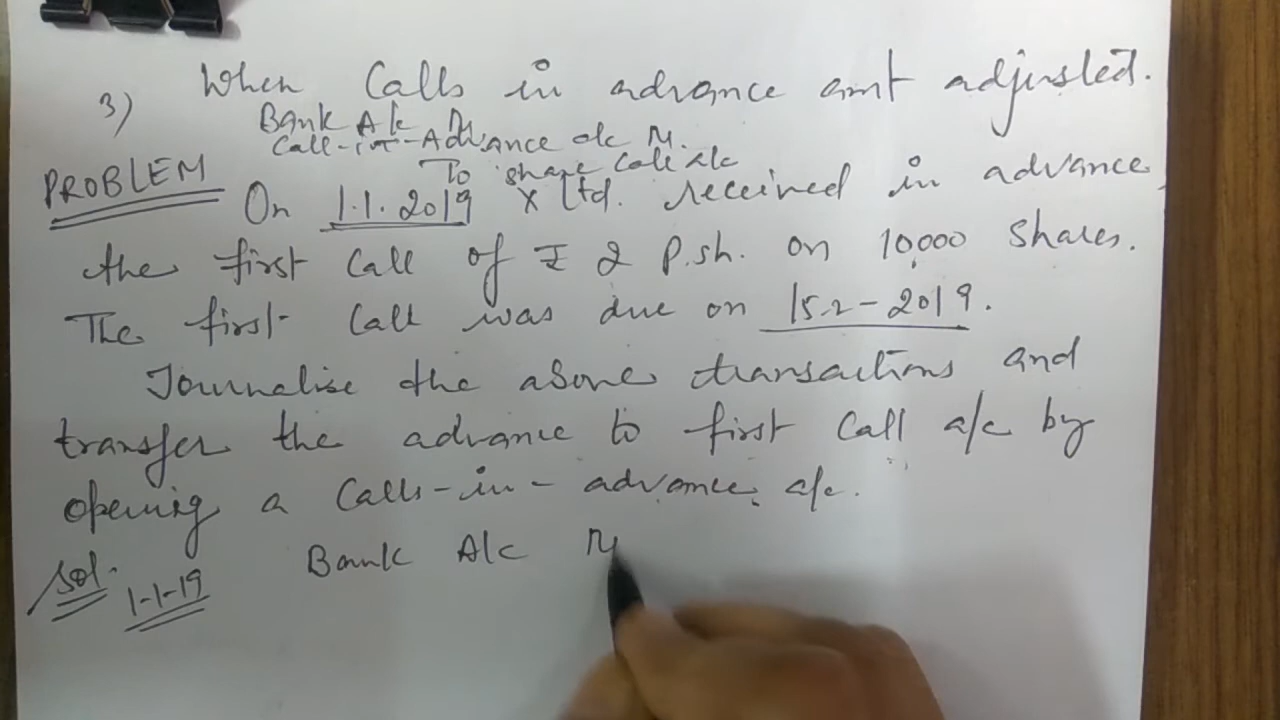 3) When Calls in advance amt adjusted.
Bank A/c Dr
Call-in-Advance a/c Dr.
To share Call a/c
PROBLEM
On 1.1.2019 X Ltd. received in advance,
the first Call of ₹ 2 P.sh. on 10,000 Shares.
The first Call was due on 15.2-2019.
Journalise the above transactions and
transfer the advance to first Call a/c by
opening a Calls-in-advance a/c.
Sol. 1-1-19 Bank A/c Dr